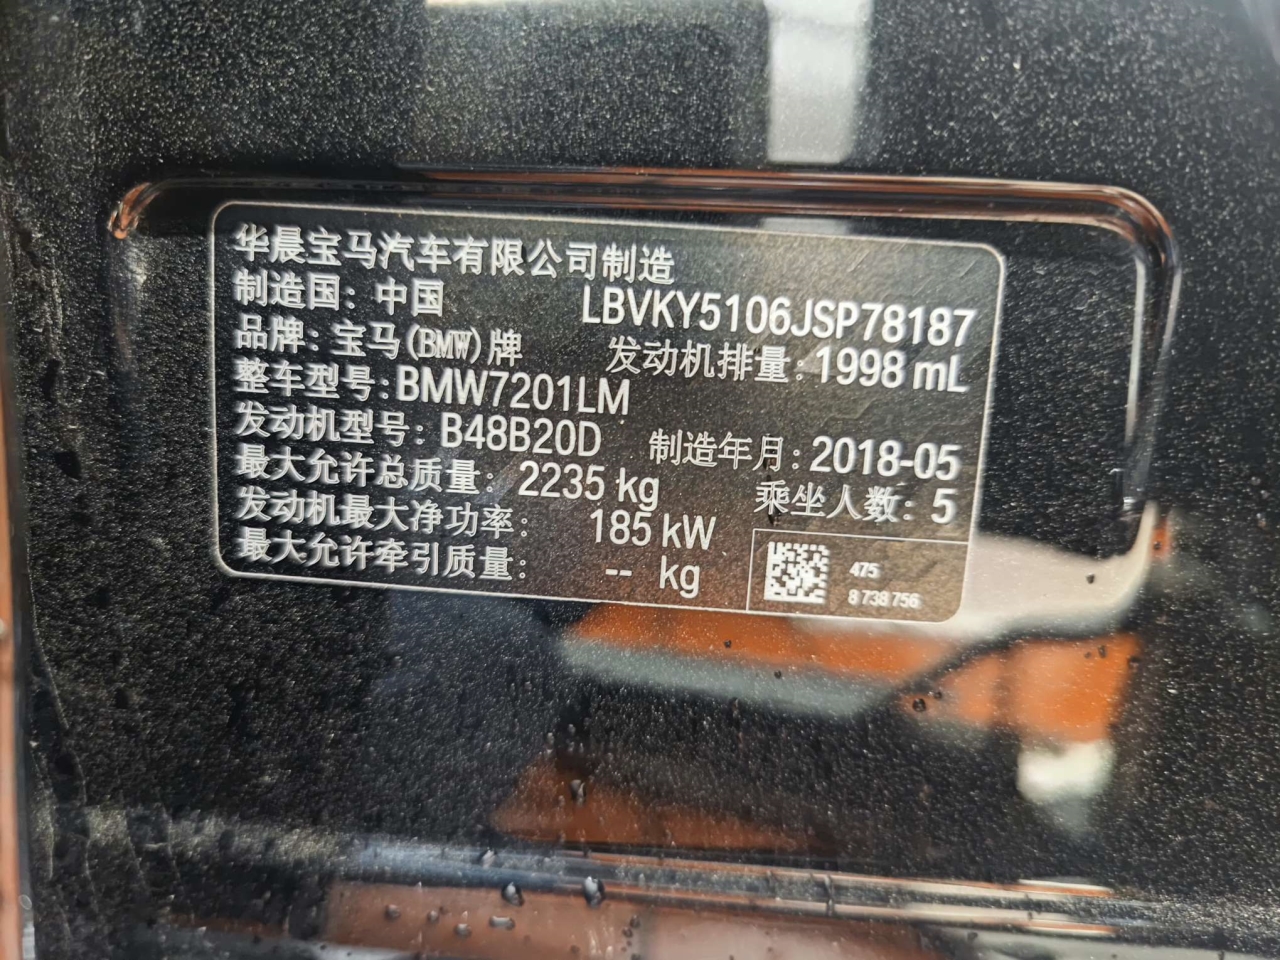 华晨宝马汽车有限公司制造
制造国：中国 LBVKY5106JSP78187
品牌：宝马(BMW)牌 发动机排量：1998 mL
整车型号：BMW7201LM
发动机型号：B48B20D 制造年月：2018-05
最大允许总质量：2235 kg 乘坐人数：5
发动机最大净功率：185 kW
最大允许牵引质量：-- kg
475
8 738 756